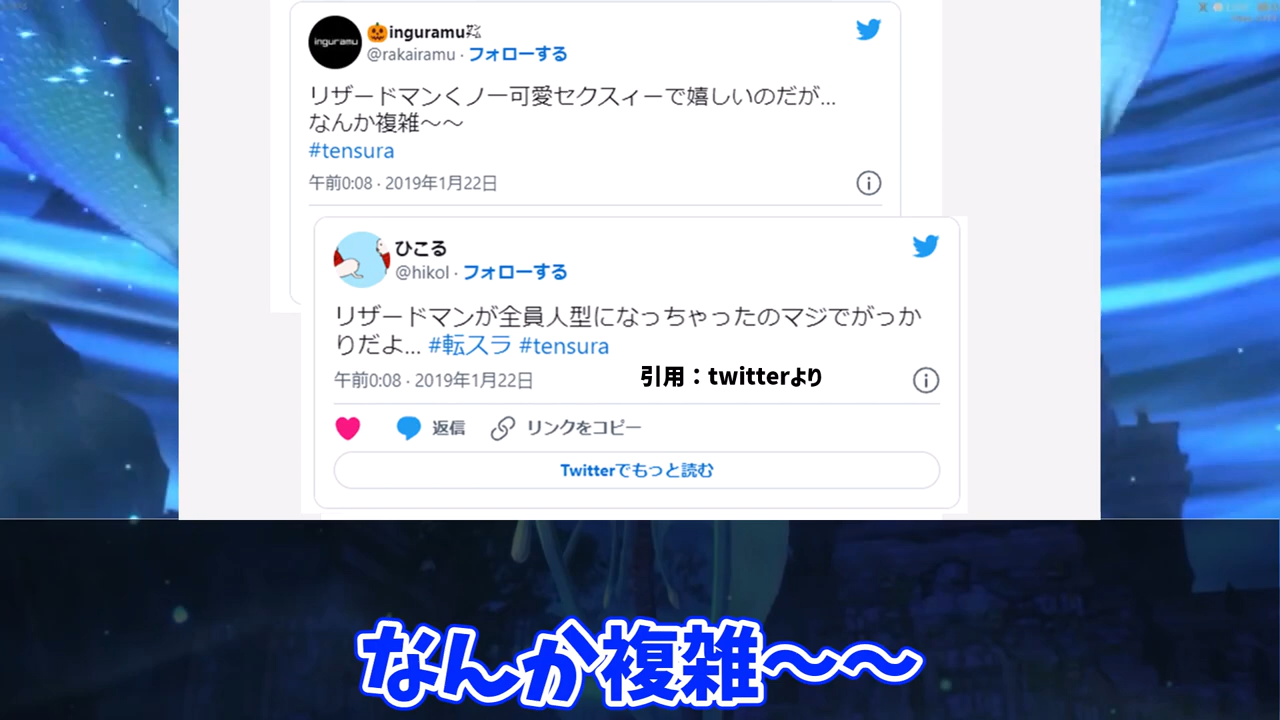 inguramu
🎃inguramu
@rakairamu · フォローする
リザードマンくノ一可愛セクスィーで嬉しいのだが...
なんか複雑〜〜
#tensura
午前0:08 · 2019年1月22日
ひこる
@hikol · フォローする
リザードマンが全員人型になっちゃったのマジでがっか
りだよ... #転スラ #tensura
午前0:08 · 2019年1月22日
引用：twitterより
返信
リンクをコピー
Twitterでもっと読む
なんか複雑〜〜